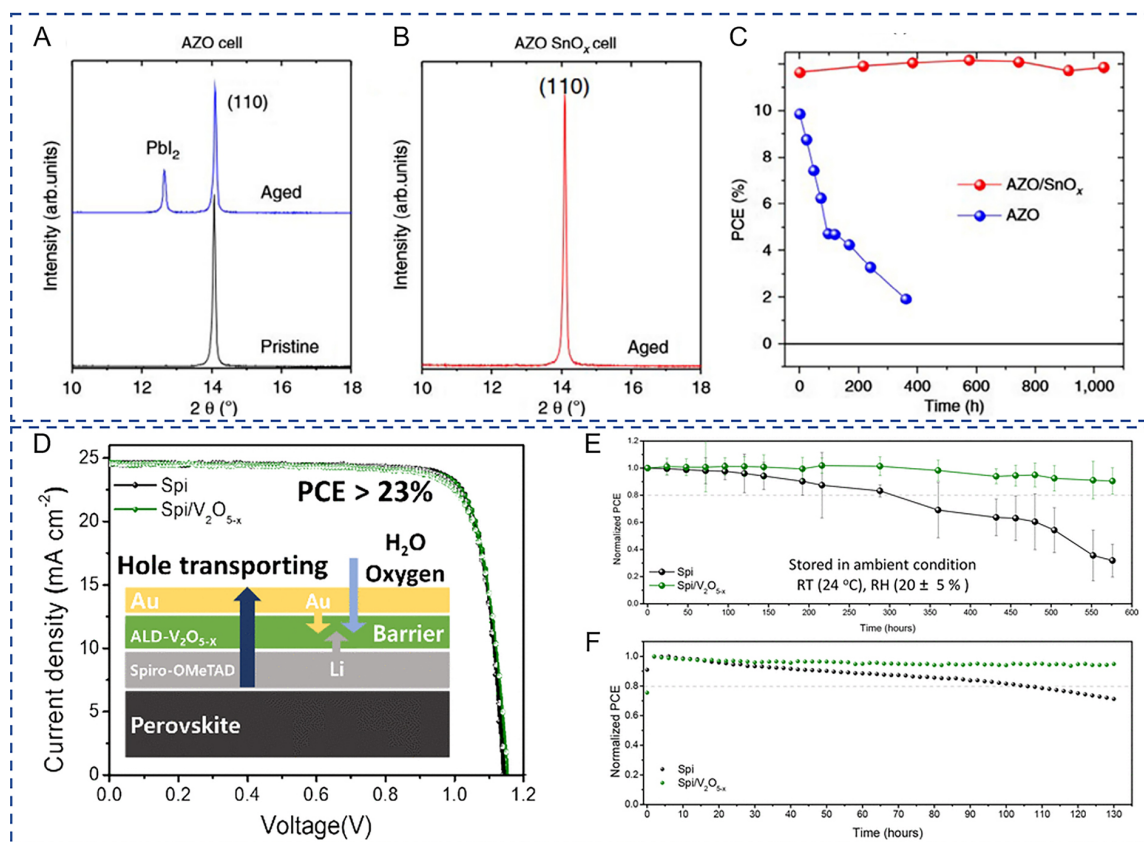 A
AZO cell
Intensity (arb.units)
PbI2
(110)
Aged
Pristine
10 12 14 16 18
2 θ (°)
B
AZO SnOx cell
Intensity (arb.units)
(110)
Aged
10 12 14 16 18
2 θ (°)
C
PCE (%)
10
8
6
4
2
0
AZO/SnOx
AZO
0 200 400 600 800 1,000
Time (h)
D
Current density (mA cm-2)
25
20
15
10
5
0
Spi
Spi/V2O5-x
PCE > 23%
H2O
Oxygen
Hole transporting
Au
Au
ALD-V2O5-x
Barrier
Spiro-OMeTAD
Li
Perovskite
0.0 0.2 0.4 0.6 0.8 1.0 1.2
Voltage(V)
E
Normalized PCE
1.2
1.0
0.8
0.6
0.4
0.2
0.0
Spi
Spi/V2O5-x
Stored in ambient condition
RT (24 oC), RH (20 ± 5 % )
0 50 100 150 200 250 300 350 400 450 500 550 600
Time (hours)
F
Normalized PCE
1.0
0.8
0.6
0.4
0.2
0.0
Spi
Spi/V2O5-x
0 10 20 30 40 50 60 70 80 90 100 110 120 130
Time (hours)